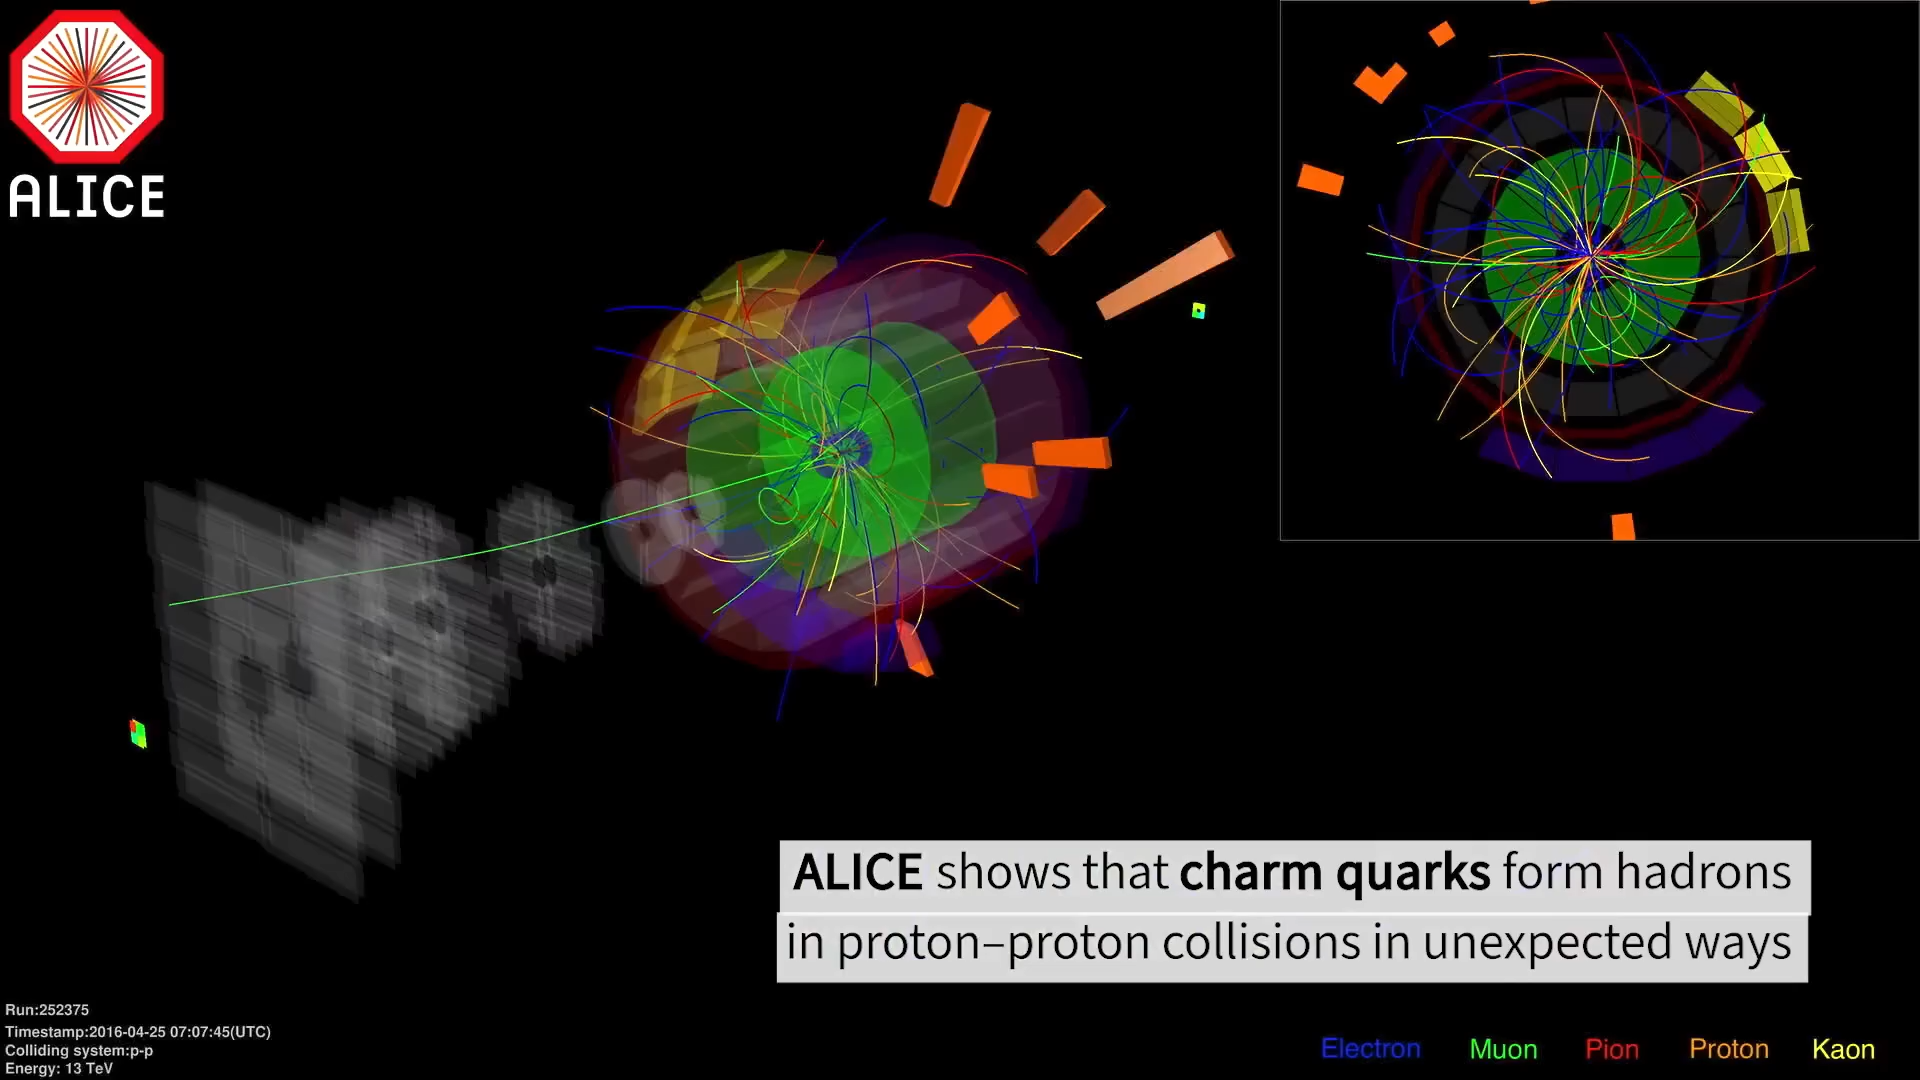 ALICE
ALICE shows that charm quarks form hadrons
in proton–proton collisions in unexpected ways
Run:252375
Timestamp:2016-04-25 07:07:45(UTC)
Colliding system:p-p
Energy: 13 TeV
Electron Muon Pion Proton Kaon